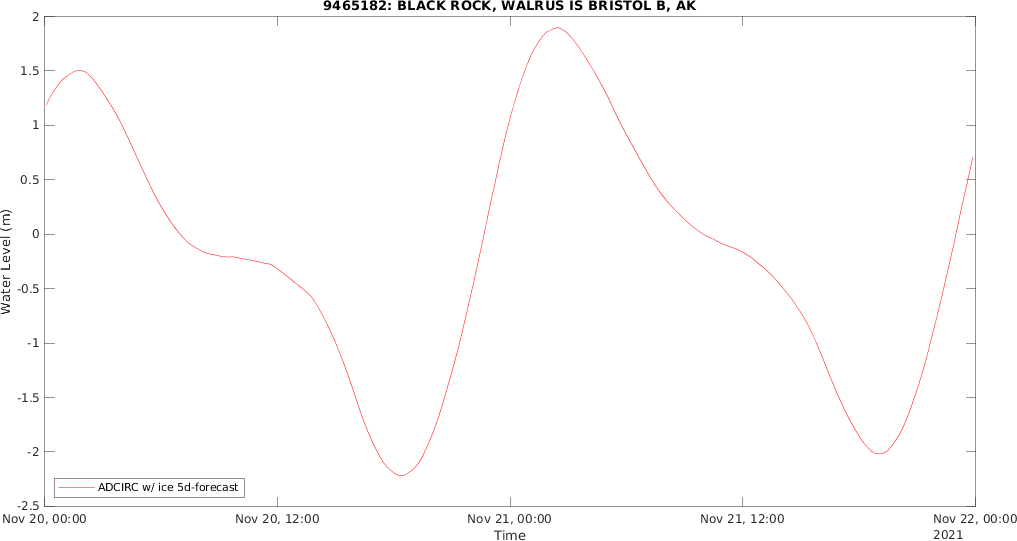 9465182: BLACK ROCK, WALRUS IS BRISTOL B, AK
Water Level (m)
2
1.5
1
0.5
0
-0.5
-1
-1.5
-2
-2.5
ADCIRC w/ ice 5d-forecast
Nov 20, 00:00
Nov 20, 12:00
Nov 21, 00:00
Nov 21, 12:00
Nov 22, 00:00
Time
2021